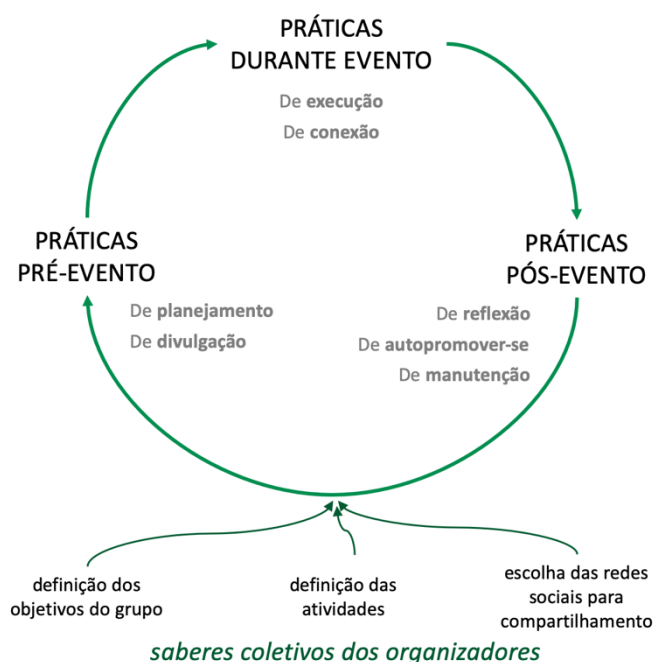 PRÁTICAS
DURANTE EVENTO
De execução
De conexão
PRÁTICAS
PRÉ-EVENTO
De planejamento
De divulgação
PRÁTICAS
PÓS-EVENTO
De reflexão
De autopromover-se
De manutenção
definição dos
objetivos do grupo
definição das
atividades
escolha das redes
sociais para
compartilhamento
saberes coletivos dos organizadores